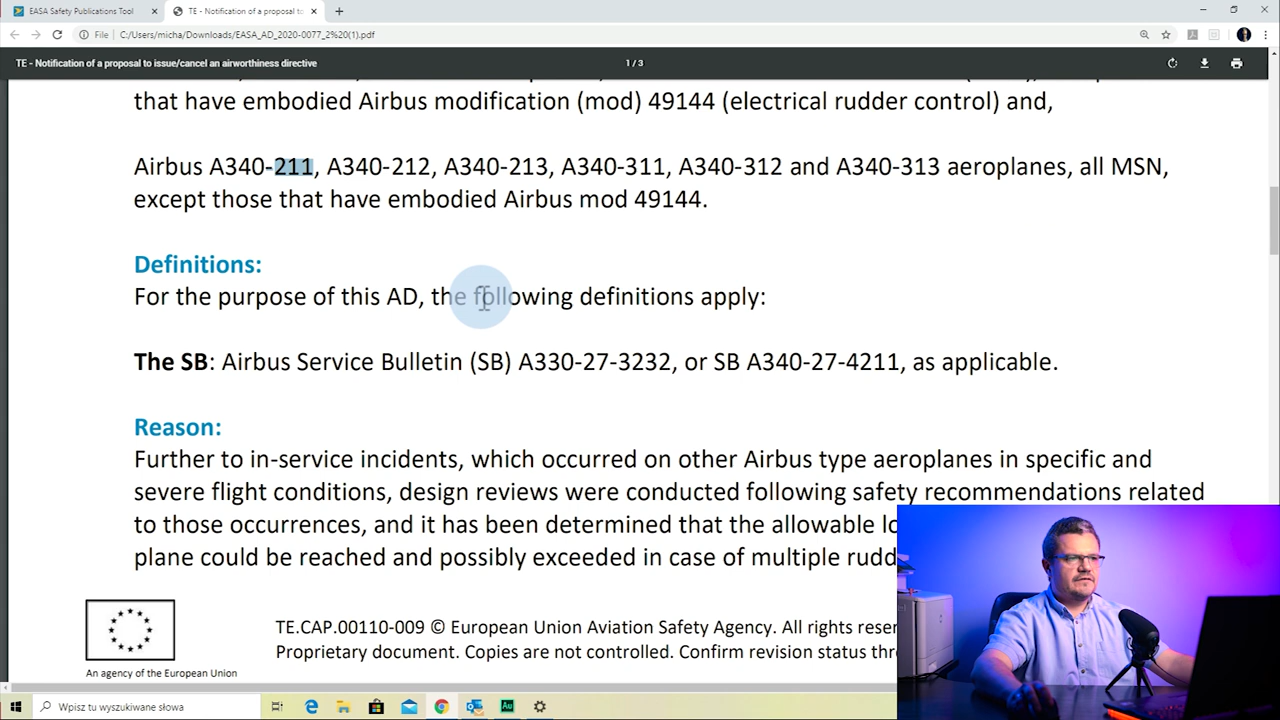 EASA Safety Publications Tool
TE - Notification of a proposal to
File
C:/Users/micha/Downloads/EASA_AD_2020-0077_2%20(1).pdf
TE - Notification of a proposal to issue/cancel an airworthiness directive
1 / 3
that have embodied Airbus modification (mod) 49144 (electrical rudder control) and,
Airbus A340-211, A340-212, A340-213, A340-311, A340-312 and A340-313 aeroplanes, all MSN,
except those that have embodied Airbus mod 49144.
Definitions:
For the purpose of this AD, the following definitions apply:
The SB: Airbus Service Bulletin (SB) A330-27-3232, or SB A340-27-4211, as applicable.
Reason:
Further to in-service incidents, which occurred on other Airbus type aeroplanes in specific and
severe flight conditions, design reviews were conducted following safety recommendations related
to those occurrences, and it has been determined that the allowable
plane could be reached and possibly exceeded in case of multiple
TE.CAP.00110-009 © European Union Aviation Safety Agency. All rights
Proprietary document. Copies are not controlled. Confirm revision status
An agency of the European Union
Wpisz tu wyszukiwane słowa
Au